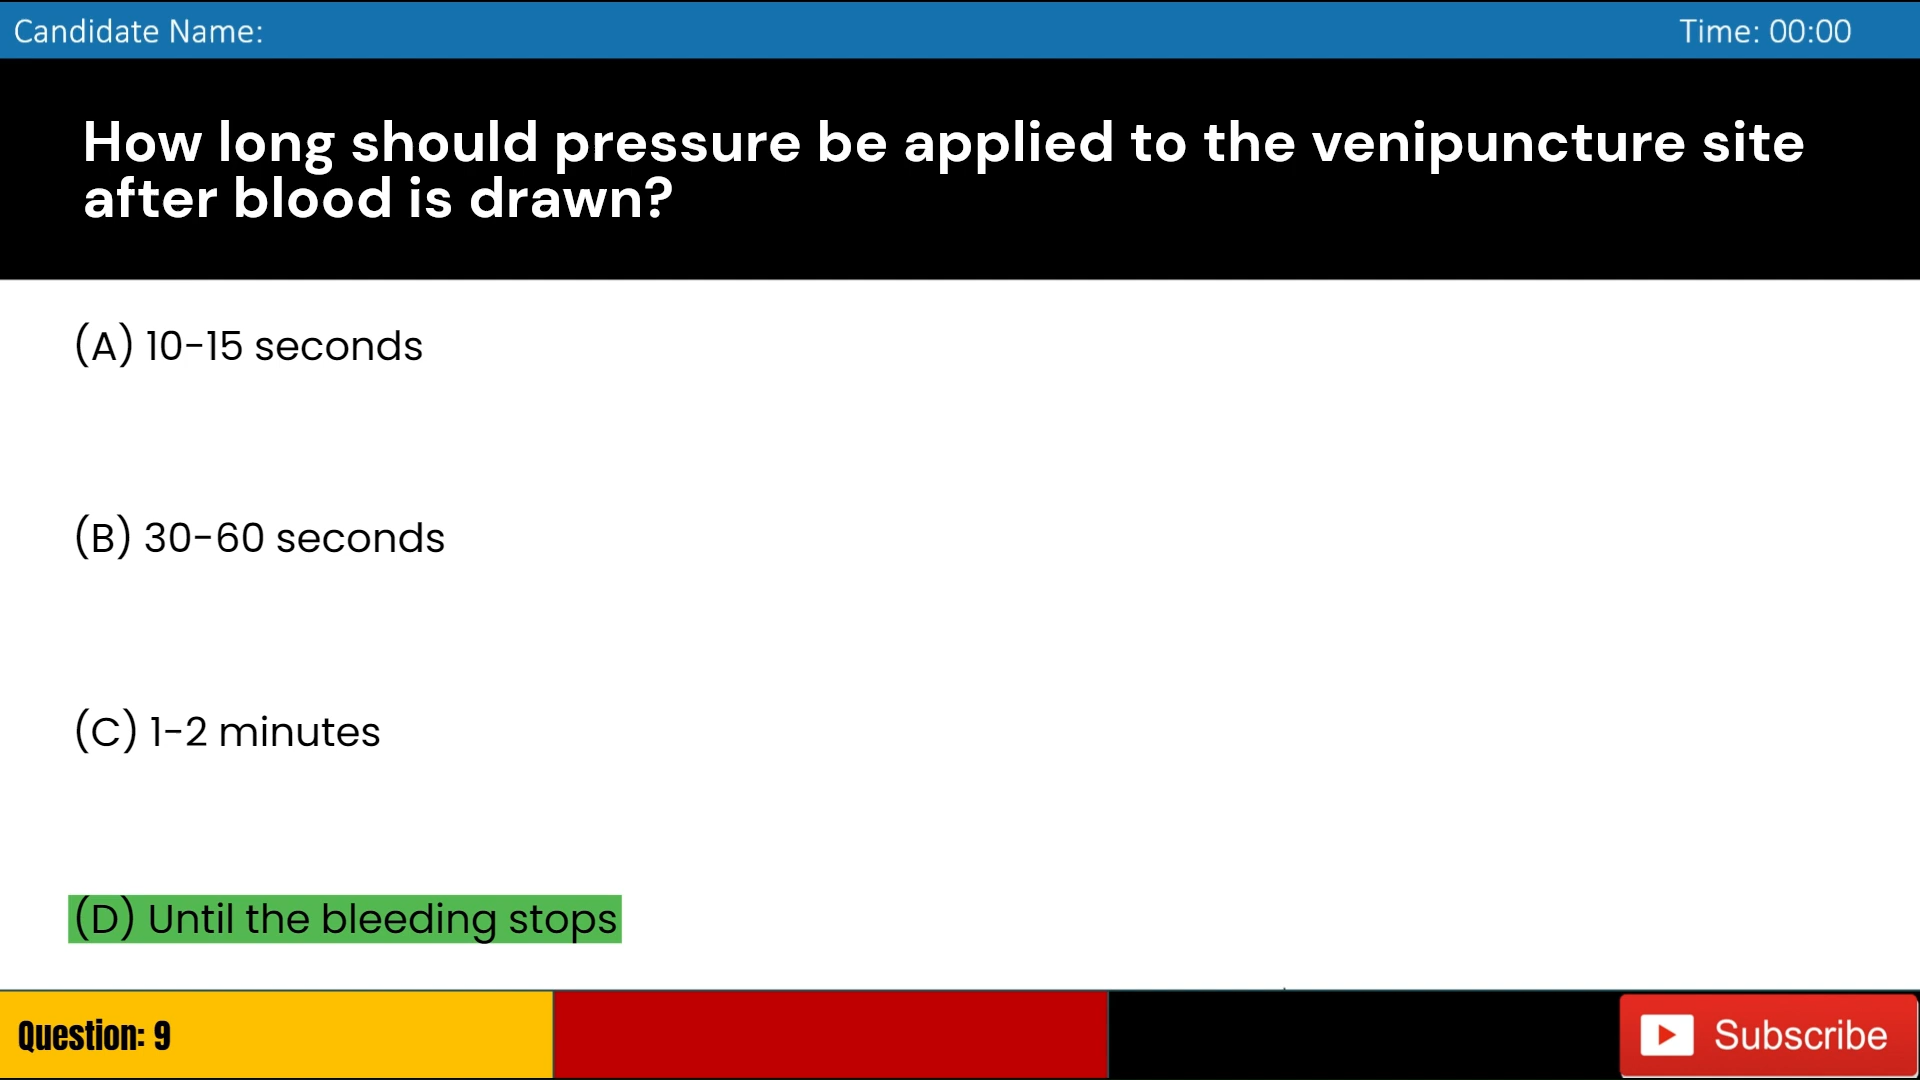 Candidate Name:
Time: 00:00
How long should pressure be applied to the venipuncture site
after blood is drawn?
(A) 10-15 seconds
(B) 30-60 seconds
(C) 1-2 minutes
(D) Until the bleeding stops
Question: 9
Subscribe